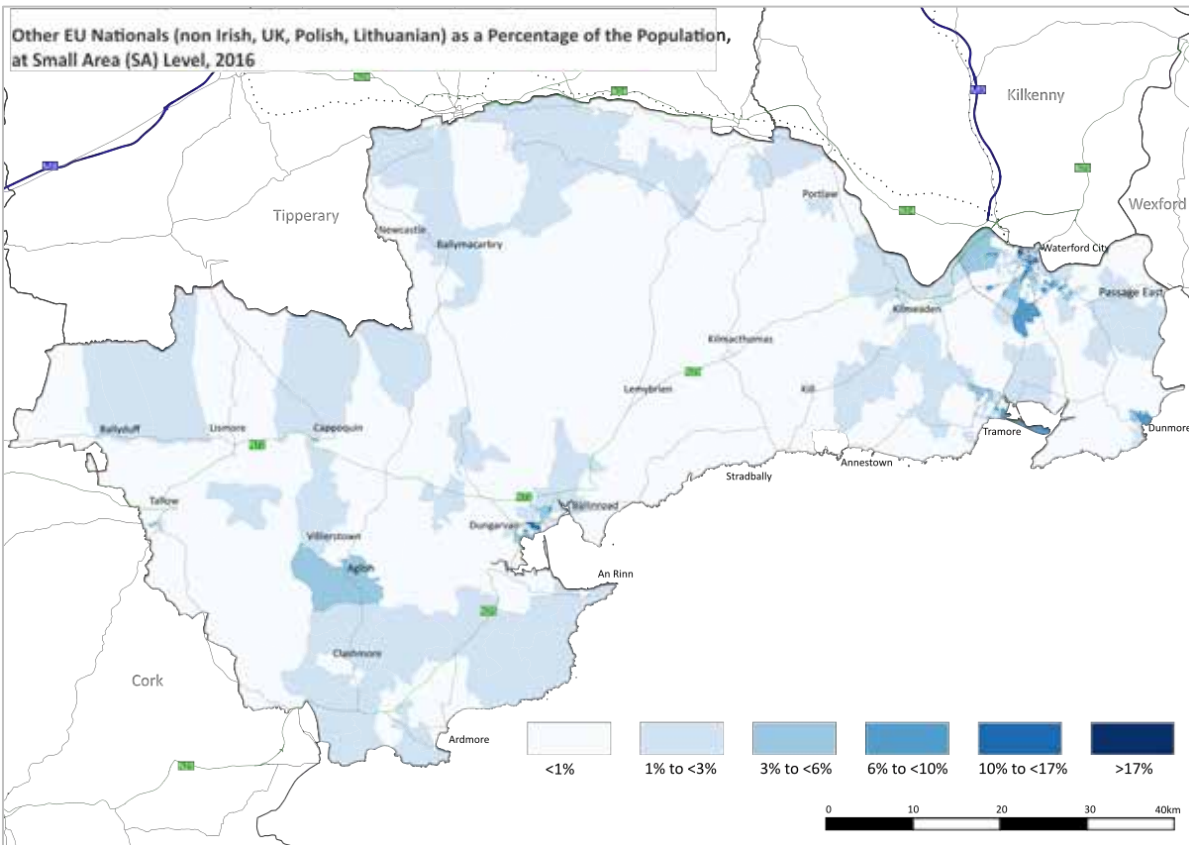 Other EU Nationals (non Irish, UK, Polish, Lithuanian) as a Percentage of the Population,
at Small Area (SA) Level, 2016
Kilkenny
Portlaw
Wexford
Tipperary
Newcastle
Ballymacarbry
Waterford City
Passage East
Kilmeaden
Kilmacthomas
Lemybrien
Kill
Ballyduff
Lismore
Cappoquin
Tramore
Dunmore
Annestown
Stradbally
Tallow
Ballinroad
Dungarvan
Villierstown
Aglish
An Rinn
Clashmore
Cork
Ardmore
<1%
1% to <3%
3% to <6%
6% to <10%
10% to <17%
>17%
0 10 20 30 40km